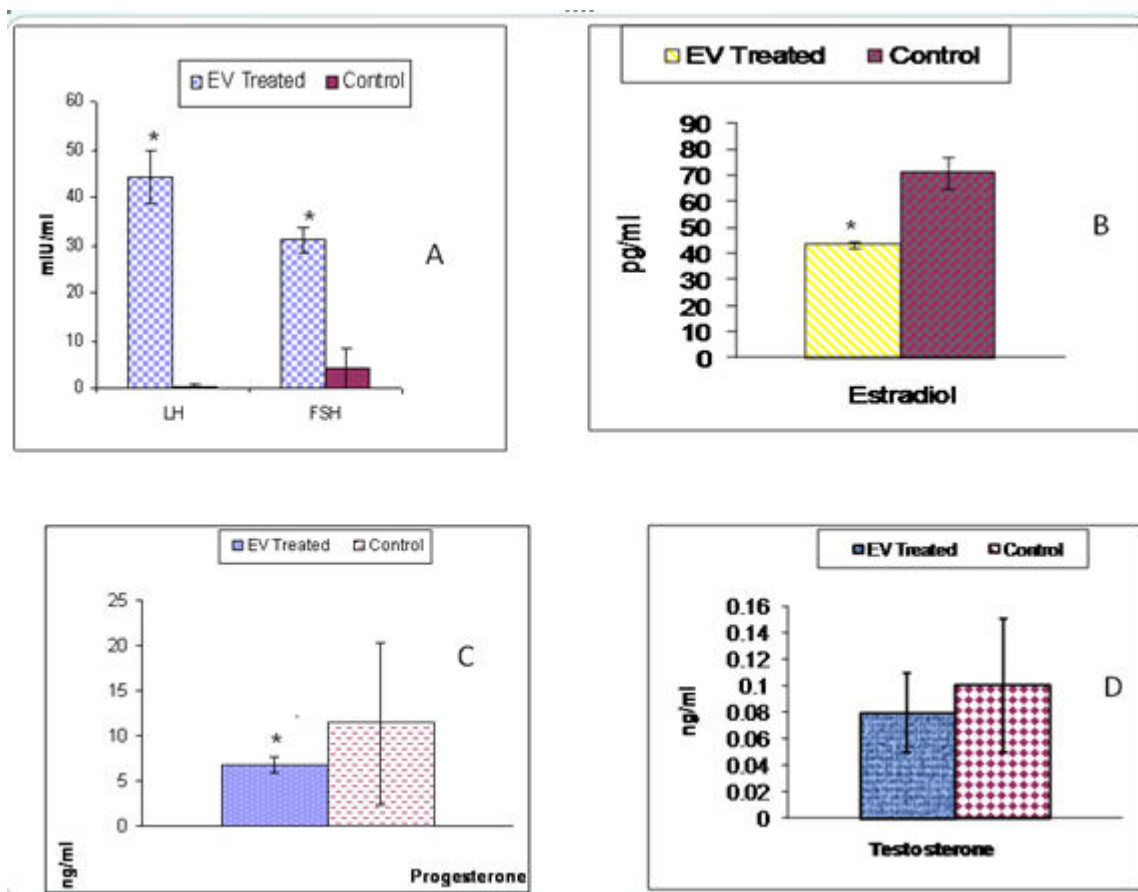 EV Treated Control
60
50
40
30
20
10
0
mIU/ml
* *
LH FSH
A
EV Treated Control
90
80
70
60
50
40
30
20
10
0
pg/ml
*
Estradiol
B
EV Treated Control
25
20
15
10
5
0
*
C
ng/ml
Progesterone
EV Treated Control
0.16
0.14
0.12
0.1
0.08
0.06
0.04
0.02
0
ng/ml
Testosterone
D